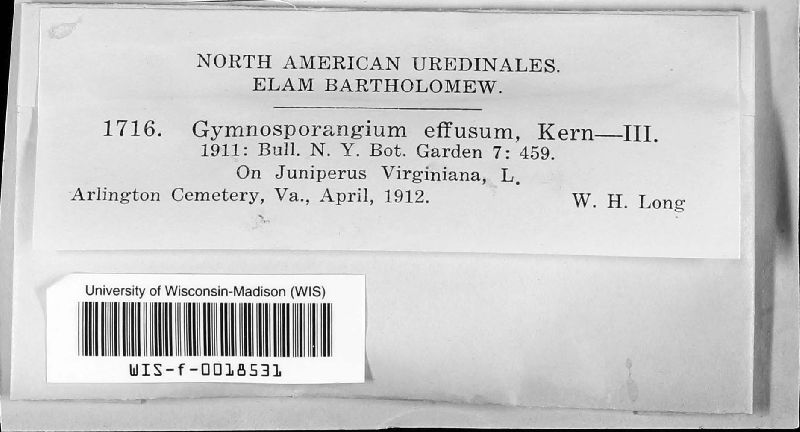 NORTH AMERICAN UREDINALES.
ELAM BARTHOLOMEW.
1716. Gymnosporangium effusum, Kern—III.
1911: Bull. N. Y. Bot. Garden 7: 459.
On Juniperus Virginiana, L.
Arlington Cemetery, Va., April, 1912. W. H. Long
University of Wisconsin-Madison (WIS)
WIS-f-0018531